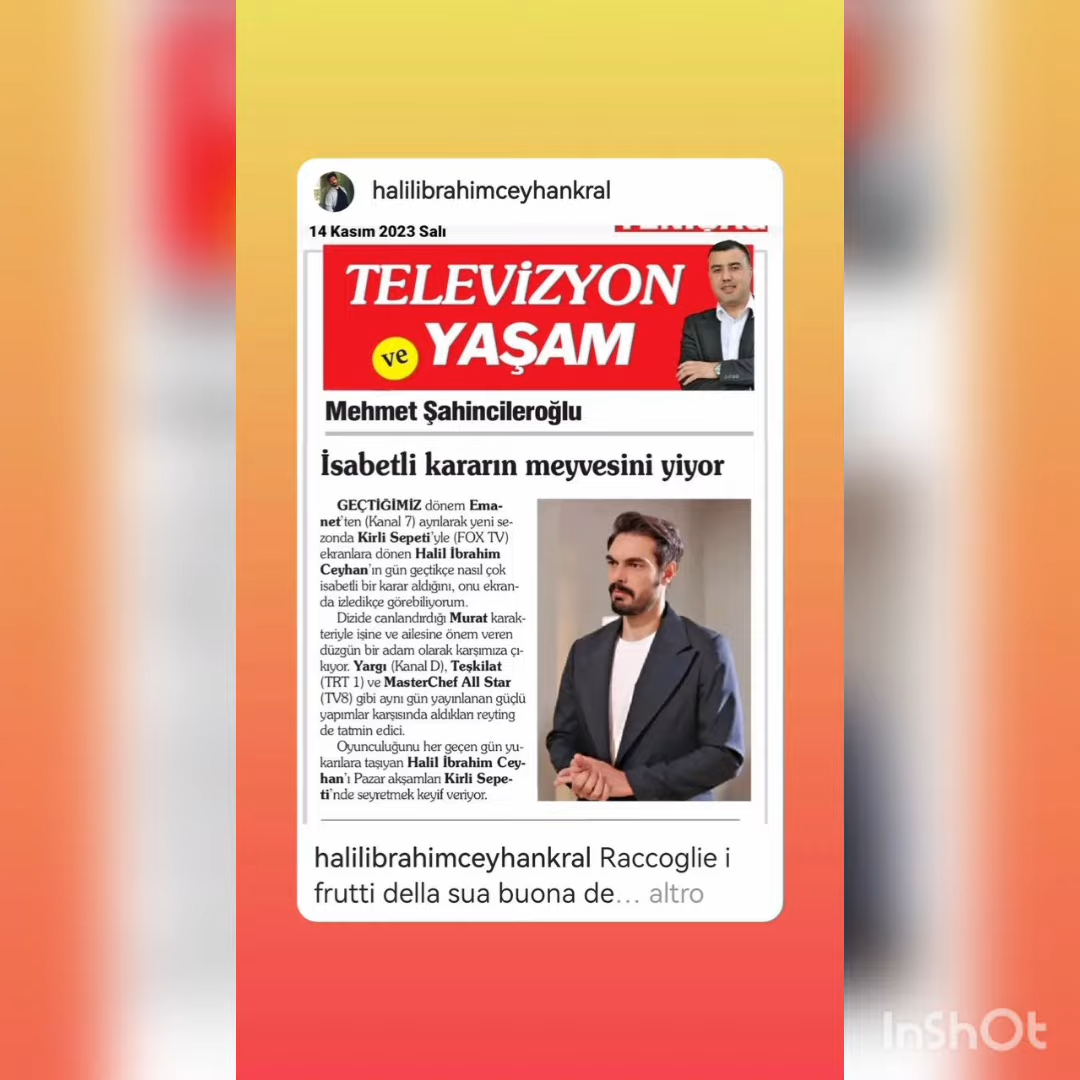 halilibrahimceyhankral
14 Kasım 2023 Salı
TELEVİZYON
ve YAŞAM
Mehmet Şahincileroğlu
İsabetli kararın meyvesini yiyor
GEÇTİĞİMİZ dönem Ema-
net'ten (Kanal 7) ayrılarak yeni se-
zonda Kirli Sepeti'yle (FOX TV)
ekranlara dönen Halil İbrahim
Ceyhan'ın gün geçtikçe nasıl çok
isabetli bir karar aldığını, onu ekran-
da izledikçe görebiliyorum.
Dizide canlandırdığı Murat karak-
teriyle işine ve ailesine önem veren
düzgün bir adam olarak karşımıza çı-
kıyor. Yargı (Kanal D), Teşkilat
(TRT 1) ve MasterChef All Star
(TV8) gibi aynı gün yayınlanan güçlü
yapımlar karşısında aldıkları reyting
de tatmin edici.
Oyunculuğunu her geçen gün yu-
karılara taşıyan Halil İbrahim Cey-
han'ı Pazar akşamları Kirli Sepe-
ti'nde seyretmek keyif veriyor.
halilibrahimceyhankral Raccoglie i
frutti della sua buona de... altro
InShOt